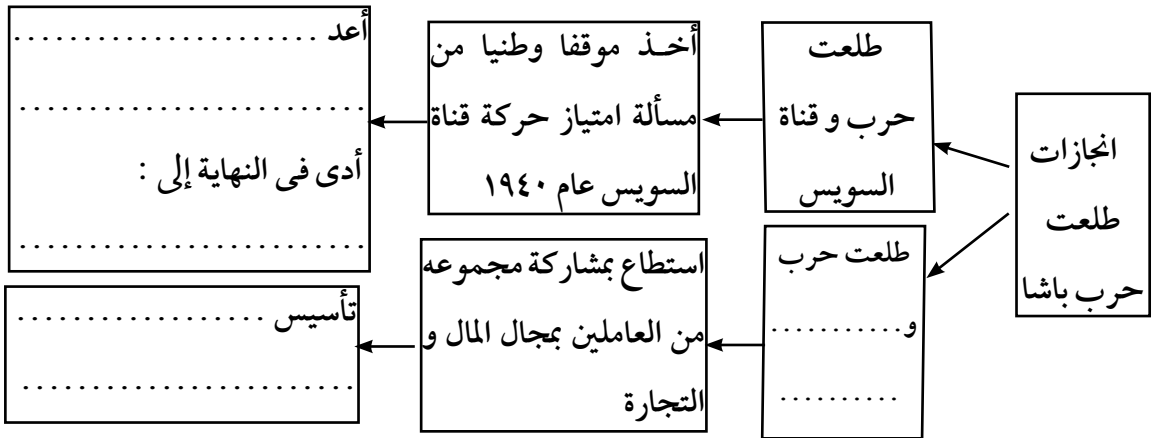 انجازات
طلعت
حرب باشا
طلعت
حرب و قناة
السويس
أخـذ موقفا وطنيا من
مسألة امتياز حركة قناة
السويس عام ١٩٤٠
أعد ......................
..........................
أدى فى النهاية إلى :
..........................
طلعت حرب
و...........
..........
استطاع بمشاركة مجموعه
من العاملين بمجال المال و
التجارة
تأسيس ..................
........................